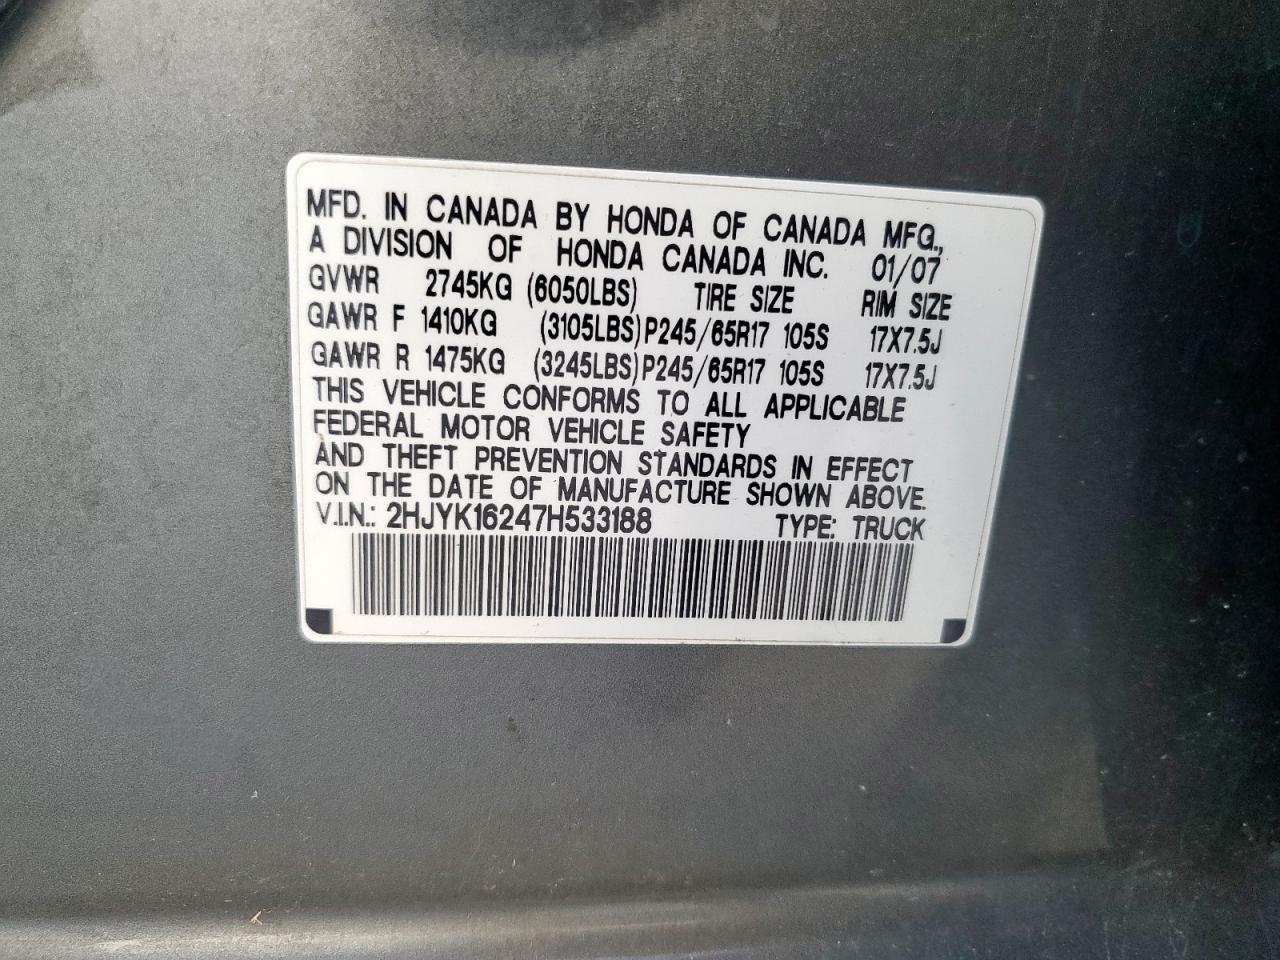 MFD. IN CANADA BY HONDA OF CANADA MFG.,
A DIVISION OF HONDA CANADA INC. 01/07
GVWR 2745KG (6050LBS) TIRE SIZE RIM SIZE
GAWR F 1410KG (3105LBS) P245/65R17 105S 17X7.5J
GAWR R 1475KG (3245LBS) P245/65R17 105S 17X7.5J
THIS VEHICLE CONFORMS TO ALL APPLICABLE
FEDERAL MOTOR VEHICLE SAFETY
AND THEFT PREVENTION STANDARDS IN EFFECT
ON THE DATE OF MANUFACTURE SHOWN ABOVE.
V.I.N.: 2HJYK16247H533188 TYPE: TRUCK